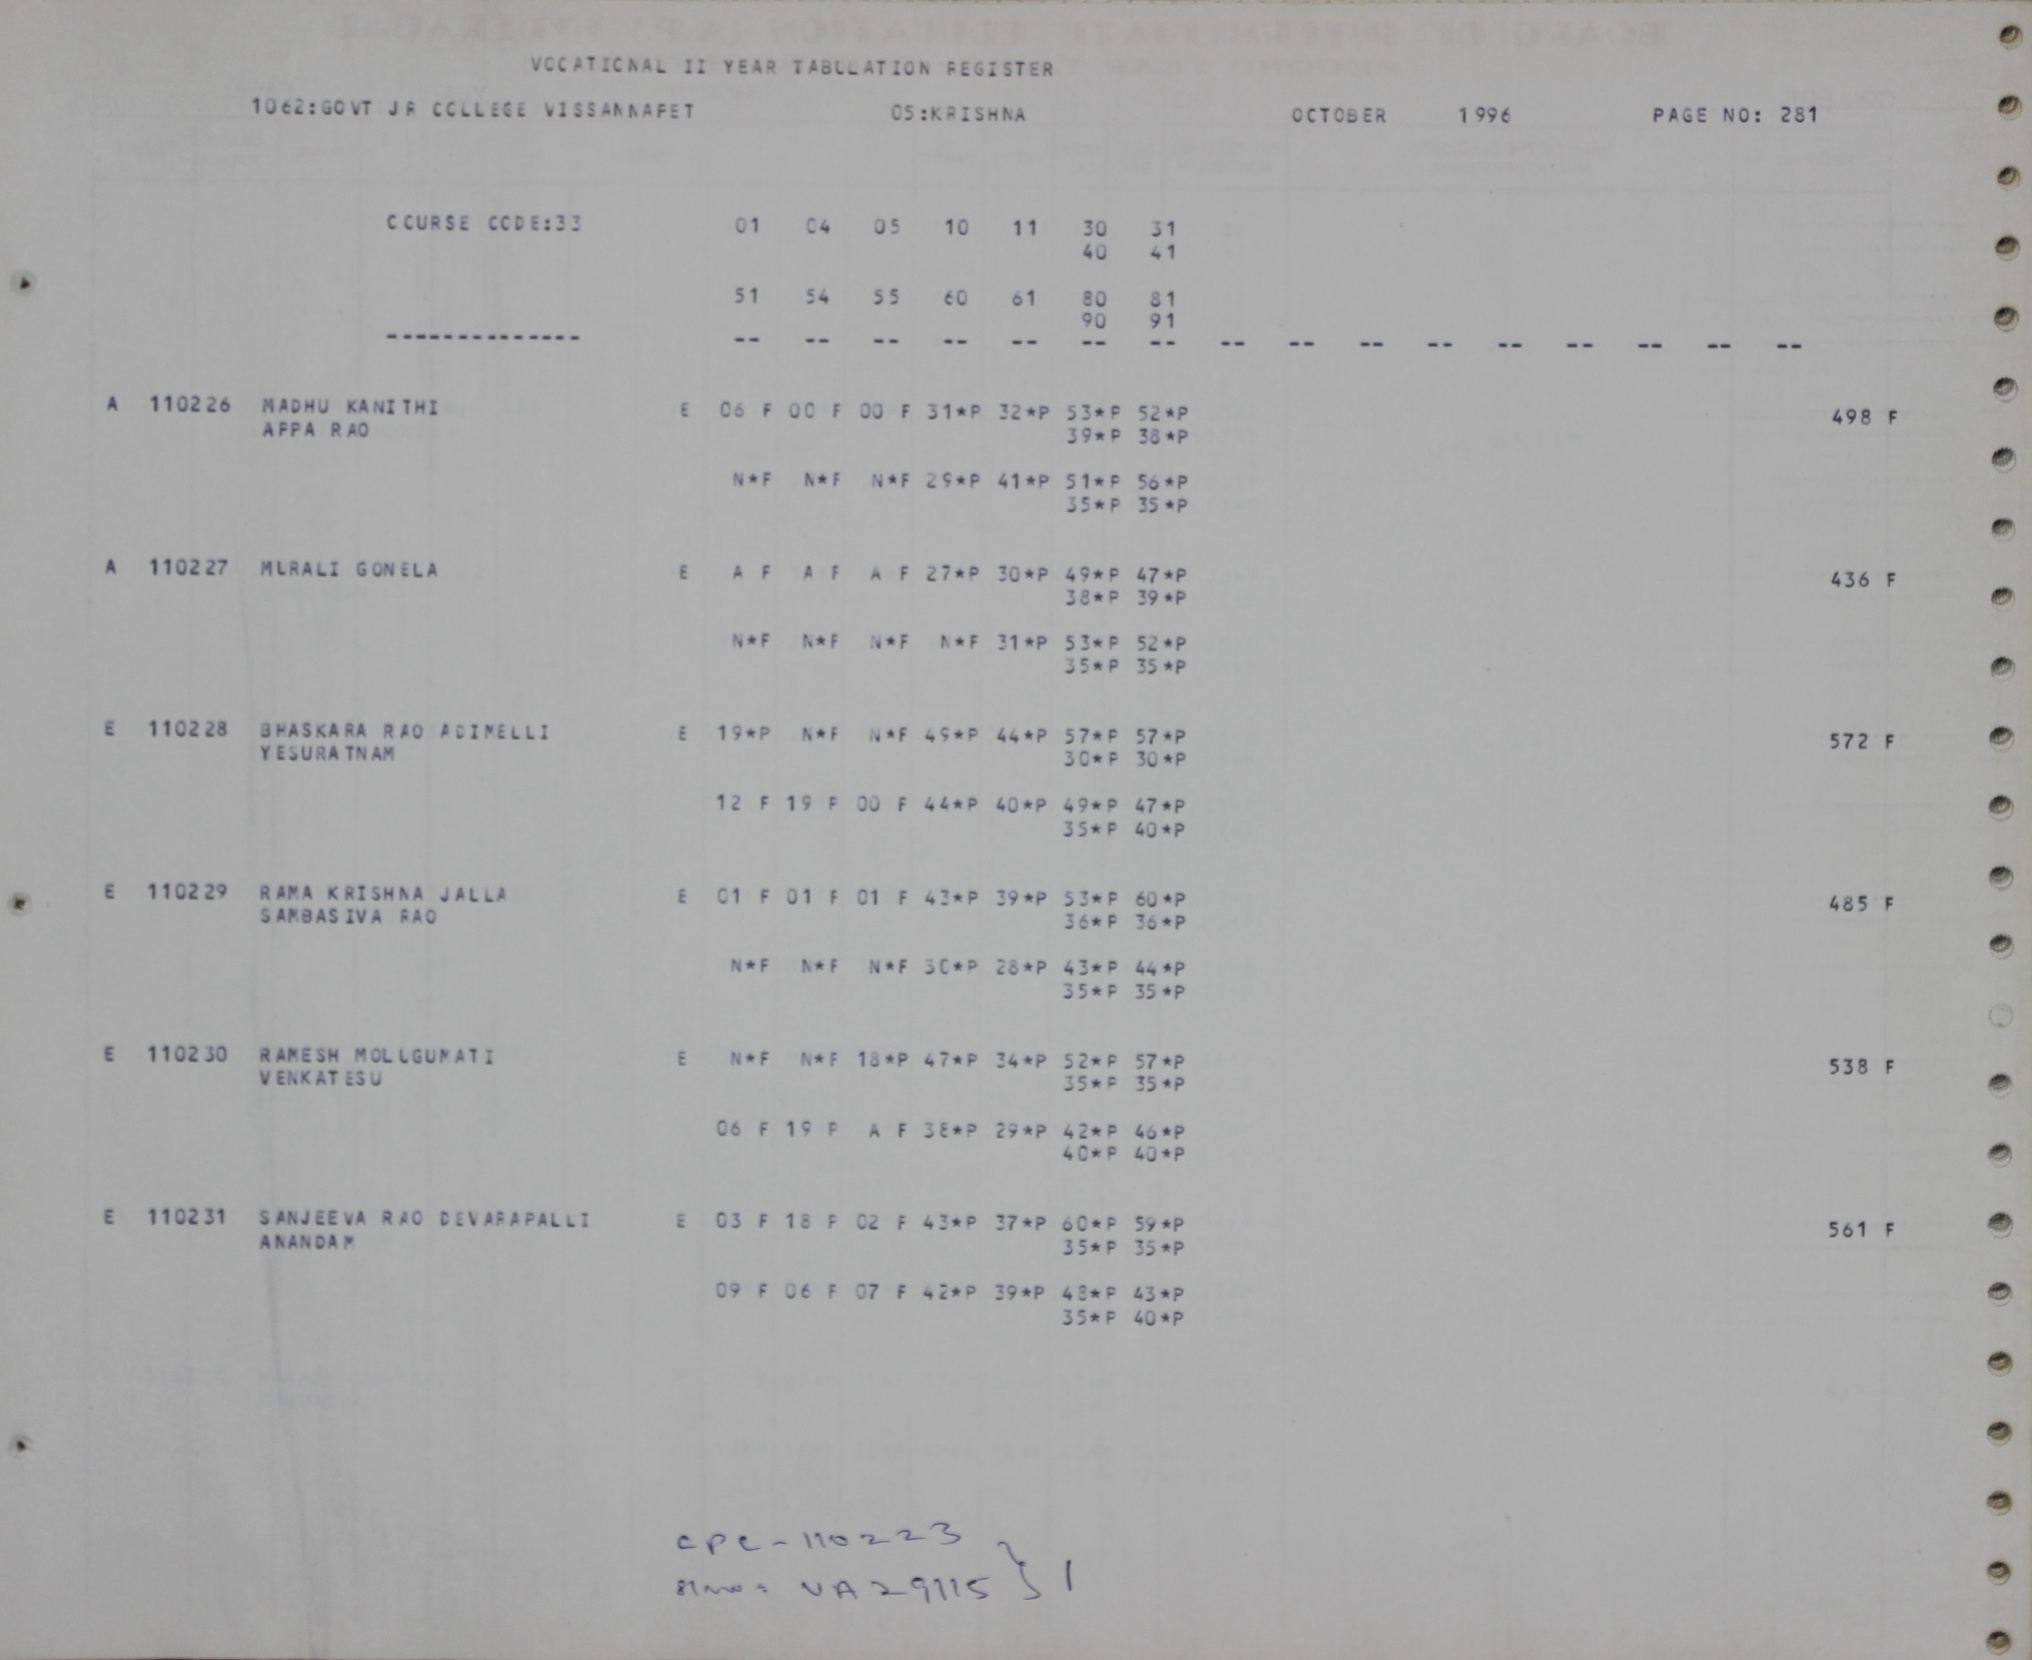 VOCATIONAL II YEAR TABULATION REGISTER
1062:GOVT JR COLLEGE VISSANNAPET 05:KRISHNA OCTOBER 1996 PAGE NO: 281
COURSE CODE:33 01 04 05 10 11 30 31
40 41
51 54 55 60 61 80 81
90 91
-------------- -- -- -- -- -- -- -- -- -- -- -- -- -- -- -- --
A 110226 MADHU KANITHI E 06 F 00 F 00 F 31*P 32*P 53*P 52*P 498 F
APPA RAO 39*P 38*P
N*F N*F N*F 29*P 41*P 51*P 56*P
35*P 35*P
A 110227 MURALI GONELA E A F A F A F 27*P 30*P 49*P 47*P 436 F
38*P 39*P
N*F N*F N*F N*F 31*P 53*P 52*P
35*P 35*P
E 110228 BHASKARA RAO ADIMELLI E 19*P N*F N*F 49*P 44*P 57*P 57*P 572 F
YESURATNAM 30*P 30*P
12 F 19 P 00 F 44*P 40*P 49*P 47*P
35*P 40*P
E 110229 RAMA KRISHNA JALLA E 01 F 01 F 01 F 43*P 39*P 53*P 60*P 485 F
SAMBASIVA RAO 36*P 36*P
N*F N*F N*F 30*P 28*P 43*P 44*P
35*P 35*P
E 110230 RAMESH MOLUGUMATI E N*F N*F 18*P 47*P 34*P 52*P 57*P 538 F
VENKATESU 35*P 35*P
06 F 19 P A F 38*P 29*P 42*P 46*P
40*P 40*P
E 110231 SANJEEVA RAO DEVARAPALLI E 03 F 18 P 02 F 43*P 37*P 60*P 59*P 561 F
ANANDAM 35*P 35*P
09 F 06 F 07 F 42*P 39*P 48*P 43*P
35*P 40*P
CPC - 110223
VA 29115 } 1